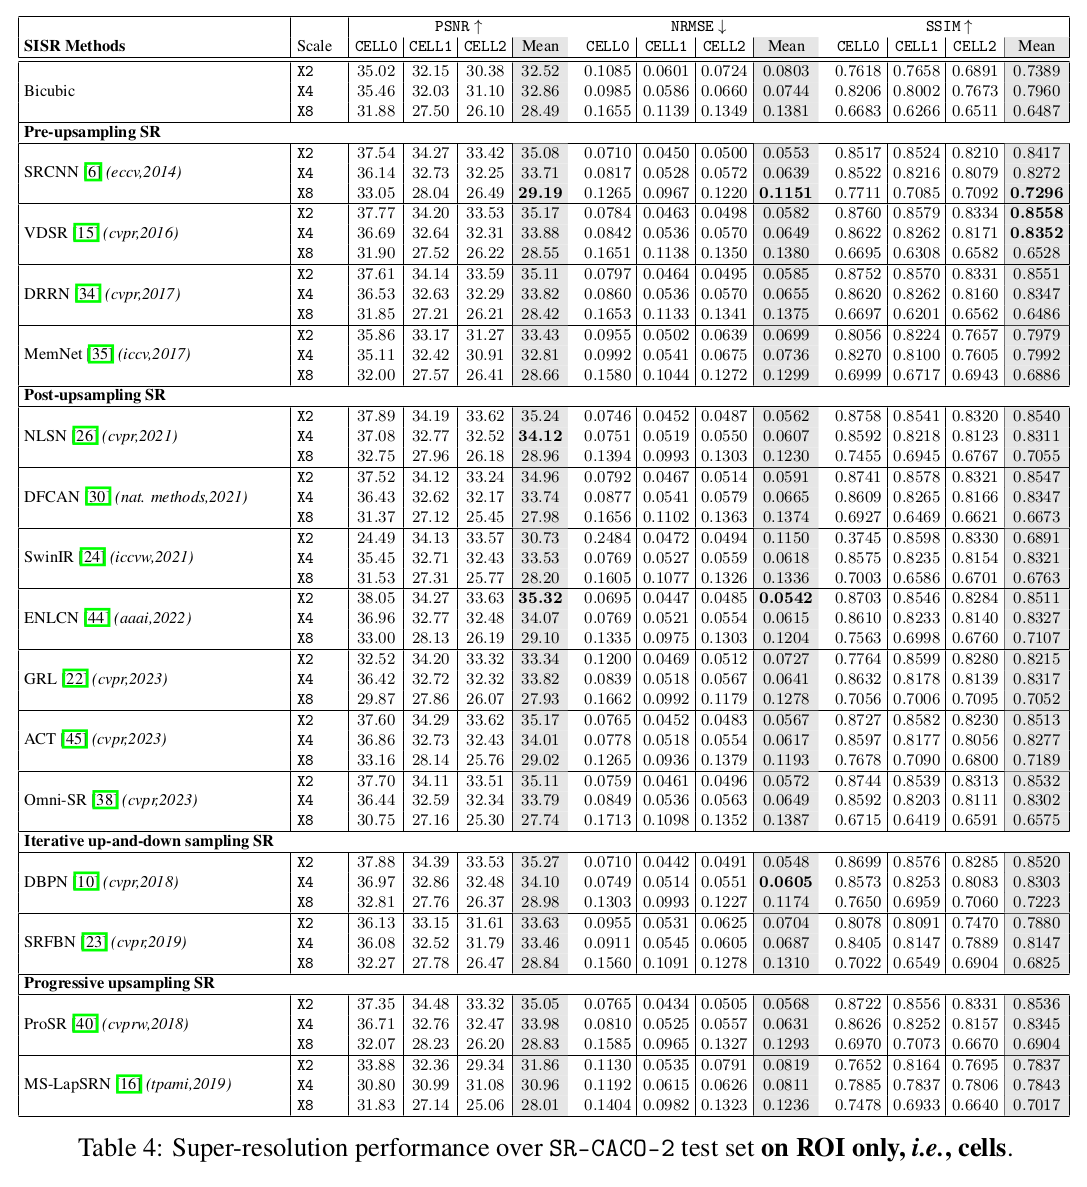 PSNR↑ NRMSE↓ SSIM↑
SISR Methods Scale CELL0 CELL1 CELL2 Mean CELL0 CELL1 CELL2 Mean CELL0 CELL1 CELL2 Mean
X2 35.02 32.15 30.38 32.52 0.1085 0.0601 0.0724 0.0803 0.7618 0.7658 0.6891 0.7389
Bicubic X4 35.46 32.03 31.10 32.86 0.0985 0.0586 0.0660 0.0744 0.8206 0.8002 0.7673 0.7960
X8 31.88 27.50 26.10 28.49 0.1655 0.1139 0.1349 0.1381 0.6683 0.6266 0.6511 0.6487
Pre-upsampling SR
X2 37.54 34.27 33.42 35.08 0.0710 0.0450 0.0500 0.0553 0.8517 0.8524 0.8210 0.8417
SRCNN [6] (eccv,2014) X4 36.14 32.73 32.25 33.71 0.0817 0.0528 0.0572 0.0639 0.8522 0.8216 0.8079 0.8272
X8 33.05 28.04 26.49 29.19 0.1265 0.0967 0.1220 0.1151 0.7711 0.7085 0.7092 0.7296
X2 37.77 34.20 33.53 35.17 0.0784 0.0463 0.0498 0.0582 0.8760 0.8579 0.8334 0.8558
VDSR [15] (cvpr,2016) X4 36.69 32.64 32.31 33.88 0.0842 0.0536 0.0570 0.0649 0.8622 0.8262 0.8171 0.8352
X8 31.90 27.52 26.22 28.55 0.1651 0.1138 0.1350 0.1380 0.6695 0.6308 0.6582 0.6528
X2 37.61 34.14 33.59 35.11 0.0797 0.0464 0.0495 0.0585 0.8752 0.8570 0.8331 0.8551
DRRN [34] (cvpr,2017) X4 36.53 32.63 32.29 33.82 0.0860 0.0536 0.0570 0.0655 0.8620 0.8262 0.8160 0.8347
X8 31.85 27.21 26.21 28.42 0.1653 0.1133 0.1341 0.1375 0.6697 0.6201 0.6562 0.6486
X2 35.86 33.17 31.27 33.43 0.0955 0.0502 0.0639 0.0699 0.8056 0.8224 0.7657 0.7979
MemNet [35] (iccv,2017) X4 35.11 32.42 30.91 32.81 0.0992 0.0541 0.0675 0.0736 0.8270 0.8100 0.7605 0.7992
X8 32.00 27.57 26.41 28.66 0.1580 0.1044 0.1272 0.1299 0.6999 0.6717 0.6943 0.6886
Post-upsampling SR
X2 37.89 34.19 33.62 35.24 0.0746 0.0452 0.0487 0.0562 0.8758 0.8541 0.8320 0.8540
NLSN [26] (cvpr,2021) X4 37.08 32.77 32.52 34.12 0.0751 0.0519 0.0550 0.0607 0.8592 0.8218 0.8123 0.8311
X8 32.75 27.96 26.18 28.96 0.1394 0.0993 0.1303 0.1230 0.7455 0.6945 0.6767 0.7055
X2 37.52 34.12 33.24 34.96 0.0792 0.0467 0.0514 0.0591 0.8741 0.8578 0.8321 0.8547
DFCAN [30] (nat. methods,2021) X4 36.43 32.62 32.17 33.74 0.0877 0.0541 0.0579 0.0665 0.8609 0.8265 0.8166 0.8347
X8 31.37 27.12 25.45 27.98 0.1656 0.1102 0.1363 0.1374 0.6927 0.6469 0.6621 0.6673
X2 24.49 34.13 33.57 30.73 0.2484 0.0472 0.0494 0.1150 0.3745 0.8598 0.8330 0.6891
SwinIR [24] (iccvw,2021) X4 35.45 32.71 32.43 33.53 0.0769 0.0527 0.0559 0.0618 0.8575 0.8235 0.8154 0.8321
X8 31.53 27.31 25.77 28.20 0.1605 0.1077 0.1326 0.1336 0.7003 0.6586 0.6701 0.6763
X2 38.05 34.27 33.63 35.32 0.0695 0.0447 0.0485 0.0542 0.8703 0.8546 0.8284 0.8511
ENLCN [44] (aaai,2022) X4 36.96 32.77 32.48 34.07 0.0769 0.0521 0.0554 0.0615 0.8610 0.8233 0.8140 0.8327
X8 33.00 28.13 26.19 29.10 0.1335 0.0975 0.1303 0.1204 0.7563 0.6998 0.6760 0.7107
X2 32.52 34.20 33.32 33.34 0.1200 0.0469 0.0512 0.0727 0.7764 0.8599 0.8280 0.8215
GRL [22] (cvpr,2023) X4 36.42 32.72 32.32 33.82 0.0839 0.0518 0.0567 0.0641 0.8632 0.8178 0.8139 0.8317
X8 29.87 27.86 26.07 27.93 0.1662 0.0992 0.1179 0.1278 0.7056 0.7006 0.7095 0.7052
X2 37.60 34.29 33.62 35.17 0.0765 0.0452 0.0483 0.0567 0.8727 0.8582 0.8230 0.8513
ACT [45] (cvpr,2023) X4 36.86 32.73 32.43 34.01 0.0778 0.0518 0.0554 0.0617 0.8597 0.8177 0.8056 0.8277
X8 33.16 28.14 25.76 29.02 0.1265 0.0936 0.1379 0.1193 0.7678 0.7090 0.6800 0.7189
X2 37.70 34.11 33.51 35.11 0.0759 0.0461 0.0496 0.0572 0.8744 0.8539 0.8313 0.8532
Omni-SR [38] (cvpr,2023) X4 36.44 32.59 32.34 33.79 0.0849 0.0536 0.0563 0.0649 0.8592 0.8203 0.8111 0.8302
X8 30.75 27.16 25.30 27.74 0.1713 0.1098 0.1352 0.1387 0.6715 0.6419 0.6591 0.6575
Iterative up-and-down sampling SR
X2 37.88 34.39 33.53 35.27 0.0710 0.0442 0.0491 0.0548 0.8699 0.8576 0.8285 0.8520
DBPN [10] (cvpr,2018) X4 36.97 32.86 32.48 34.10 0.0749 0.0514 0.0551 0.0605 0.8573 0.8253 0.8083 0.8303
X8 32.81 27.76 26.37 28.98 0.1303 0.0993 0.1227 0.1174 0.7650 0.6959 0.7060 0.7223
X2 36.13 33.15 31.61 33.63 0.0955 0.0531 0.0625 0.0704 0.8078 0.8091 0.7470 0.7880
SRFBN [23] (cvpr,2019) X4 36.08 32.52 31.79 33.46 0.0911 0.0545 0.0605 0.0687 0.8405 0.8147 0.7889 0.8147
X8 32.27 27.78 26.47 28.84 0.1560 0.1091 0.1278 0.1310 0.7022 0.6549 0.6904 0.6825
Progressive upsampling SR
X2 37.35 34.48 33.32 35.05 0.0765 0.0434 0.0505 0.0568 0.8722 0.8556 0.8331 0.8536
ProSR [40] (cvprw,2018) X4 36.71 32.76 32.47 33.98 0.0810 0.0525 0.0557 0.0631 0.8626 0.8252 0.8157 0.8345
X8 32.07 28.23 26.20 28.83 0.1585 0.0965 0.1327 0.1293 0.6970 0.7073 0.6670 0.6904
X2 33.88 32.36 29.34 31.86 0.1130 0.0535 0.0791 0.0819 0.7652 0.8164 0.7695 0.7837
MS-LapSRN [16] (tpami,2019) X4 30.80 30.99 31.08 30.96 0.1192 0.0615 0.0626 0.0811 0.7885 0.7837 0.7806 0.7843
X8 31.83 27.14 25.06 28.01 0.1404 0.0982 0.1323 0.1236 0.7478 0.6933 0.6640 0.7017
Table 4: Super-resolution performance over SR-CACO-2 test set on ROI only, i.e., cells.